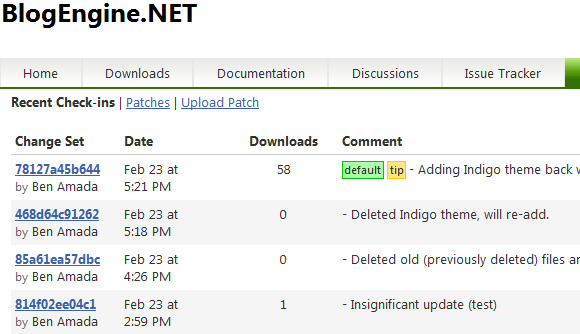 BlogEngine.NET
Home Downloads Documentation Discussions Issue Tracker
Recent Check-ins | Patches | Upload Patch
Change Set Date Downloads Comment
78127a45b644 Feb 23 at 58 default tip - Adding Indigo theme back
by Ben Amada 5:21 PM
468d64c91262 Feb 23 at 0 - Deleted Indigo theme, will re-add.
by Ben Amada 5:18 PM
85a61ea57dbc Feb 23 at 0 - Deleted old (previously deleted) files
by Ben Amada 4:26 PM
814f02ee04c1 Feb 23 at 1 - Insignificant update (test)
by Ben Amada 2:59 PM